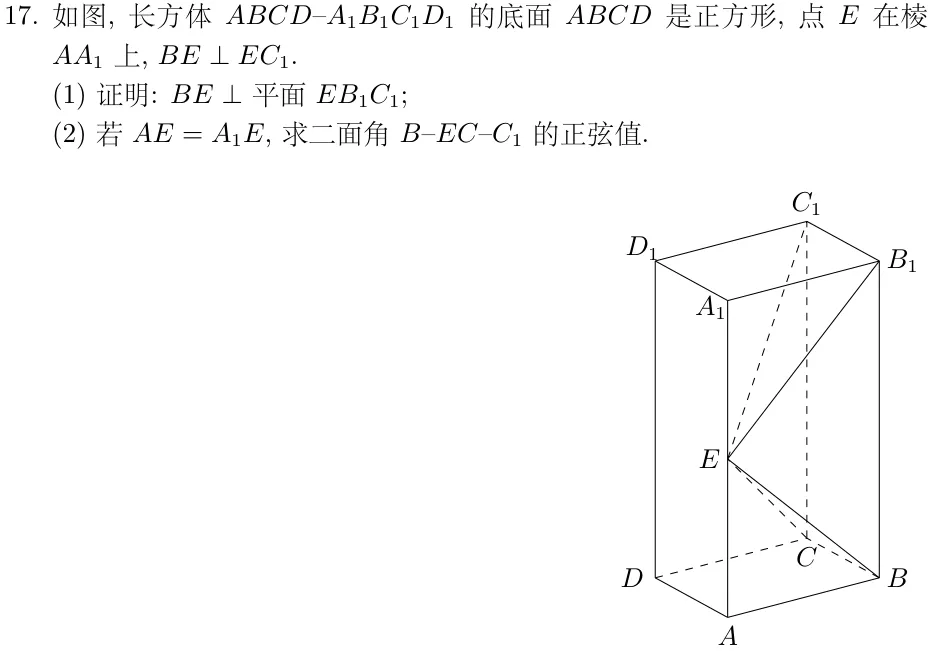 17. 如图, 长方体 ABCD–A₁B₁C₁D₁ 的底面 ABCD 是正方形, 点 E 在棱
AA₁ 上, BE ⊥ EC₁.
(1) 证明: BE ⊥ 平面 EB₁C₁;
(2) 若 AE = A₁E, 求二面角 B–EC–C₁ 的正弦值.
C₁
D₁
B₁
A₁
E
C
D
B
A